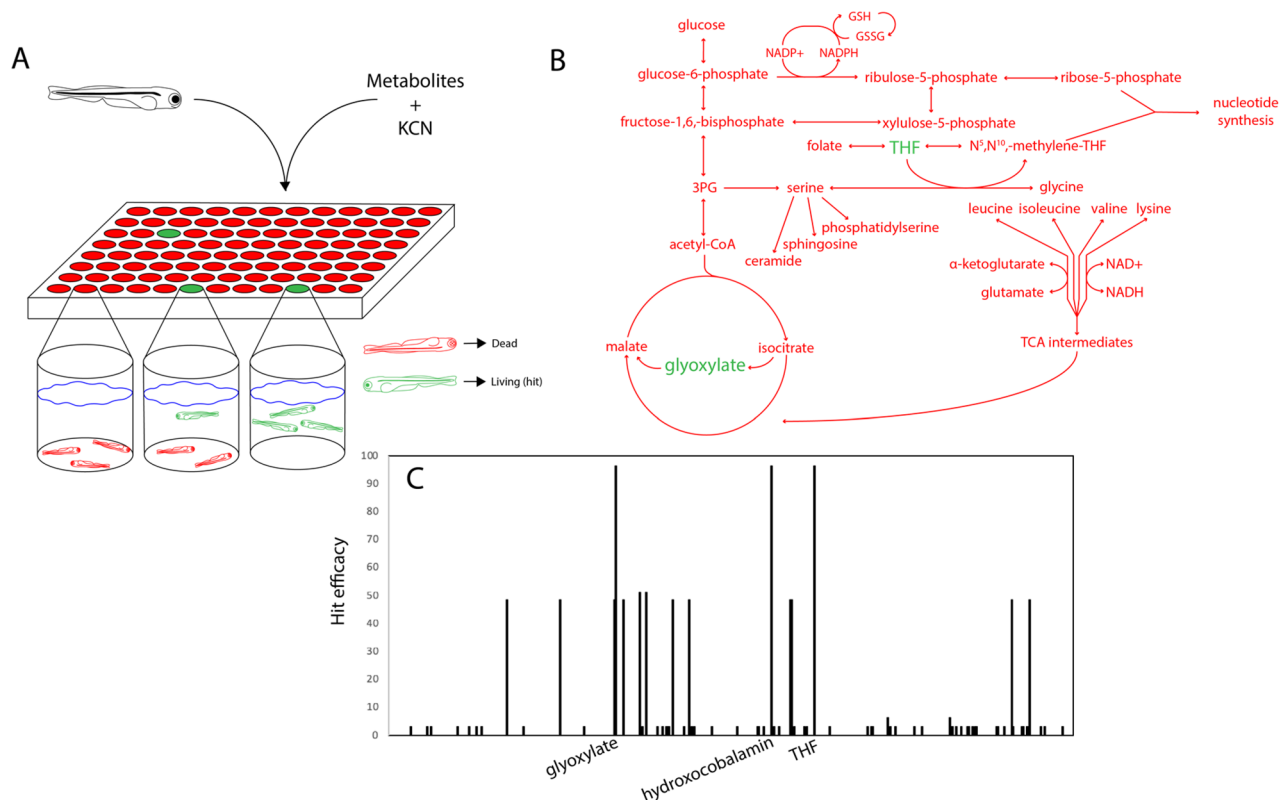 A
Metabolites
+
KCN
Dead
Living (hit)
B
glucose
GSH
GSSG
NADP+
NADPH
glucose-6-phosphate
ribulose-5-phosphate
ribose-5-phosphate
nucleotide
synthesis
fructose-1,6,-bisphosphate
xylulose-5-phosphate
folate
THF
N⁵,N¹⁰,-methylene-THF
3PG
serine
glycine
leucine
isoleucine
valine
lysine
phosphatidylserine
acetyl-CoA
sphingosine
ceramide
α-ketoglutarate
NAD+
glutamate
NADH
TCA intermediates
malate
isocitrate
glyoxylate
C
Hit efficacy
100
90
80
70
60
50
40
30
20
10
0
glyoxylate
hydroxocobalamin
THF